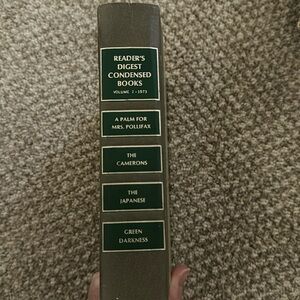 READER'S
DIGEST
CONDENSED
BOOKS
VOLUME 2 • 1973
A PALM FOR
MRS. POLLIFAX
THE
CAMERONS
THE
JAPANESE
GREEN
DARKNESS